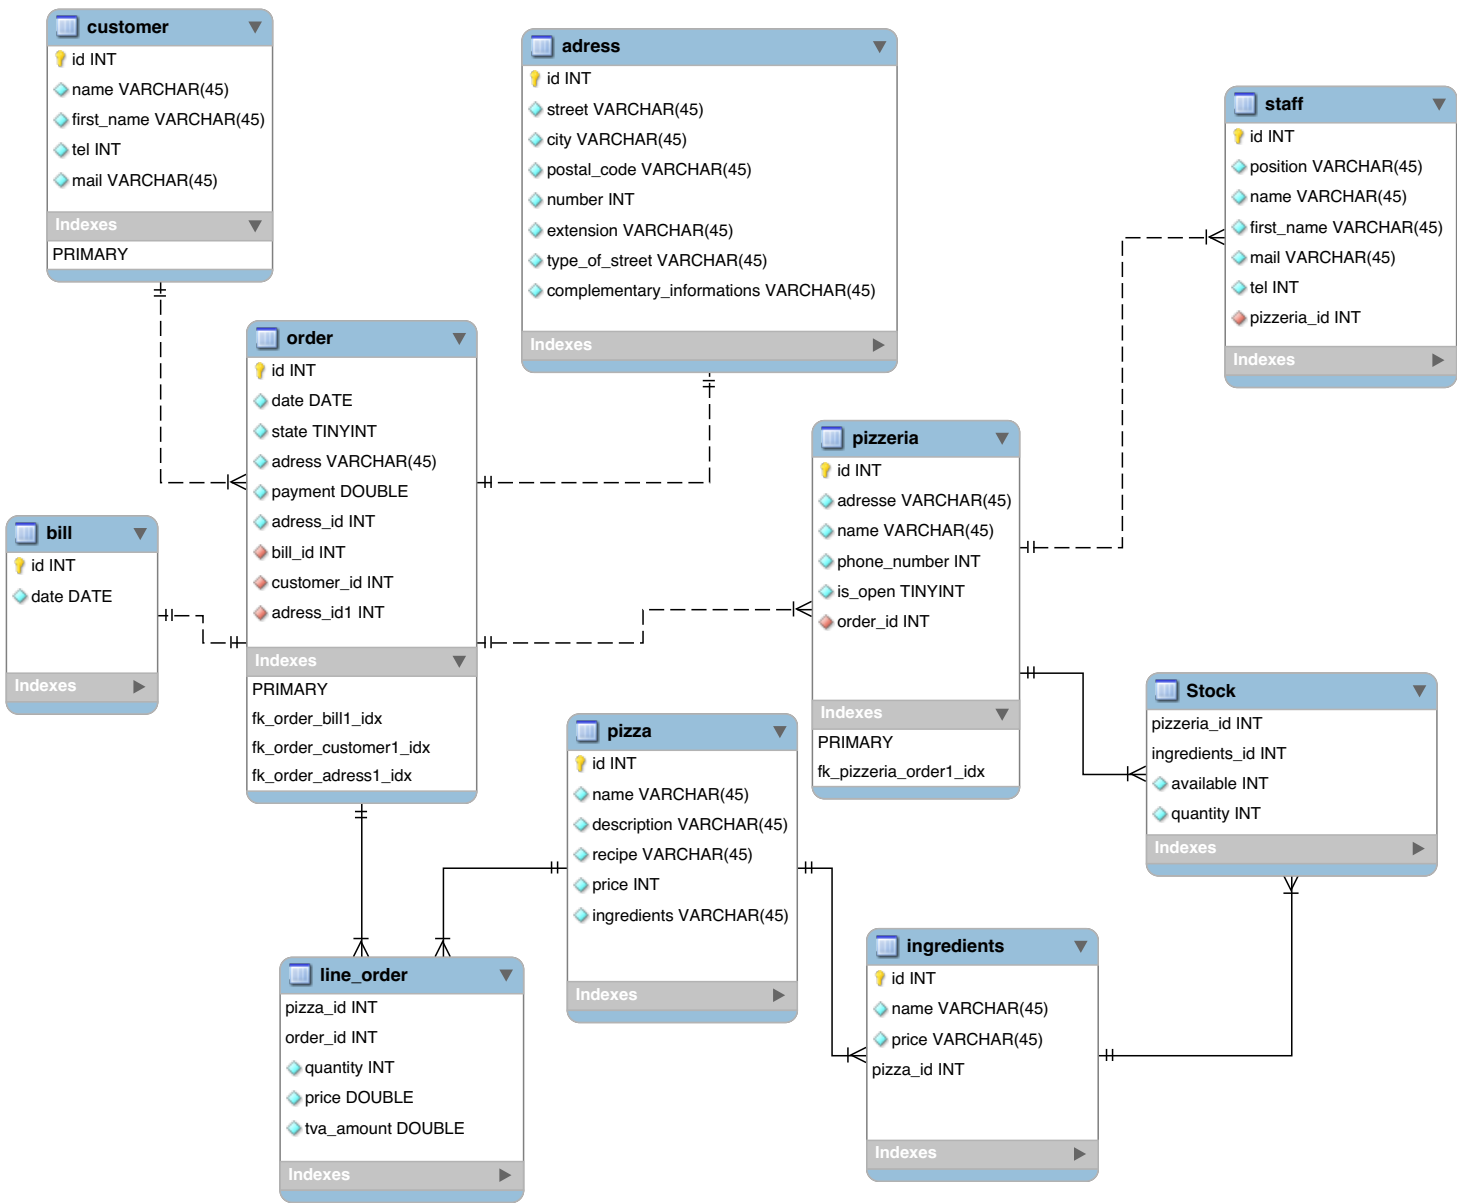 customer
id INT
name VARCHAR(45)
first_name VARCHAR(45)
tel INT
mail VARCHAR(45)
Indexes
PRIMARY
adress
id INT
street VARCHAR(45)
city VARCHAR(45)
postal_code VARCHAR(45)
number INT
extension VARCHAR(45)
type_of_street VARCHAR(45)
complementary_informations VARCHAR(45)
Indexes
staff
id INT
position VARCHAR(45)
name VARCHAR(45)
first_name VARCHAR(45)
mail VARCHAR(45)
tel INT
pizzeria_id INT
Indexes
order
id INT
date DATE
state TINYINT
adress VARCHAR(45)
payment DOUBLE
adress_id INT
bill_id INT
customer_id INT
adress_id1 INT
Indexes
PRIMARY
fk_order_bill1_idx
fk_order_customer1_idx
fk_order_adress1_idx
pizzeria
id INT
adresse VARCHAR(45)
name VARCHAR(45)
phone_number INT
is_open TINYINT
order_id INT
Indexes
PRIMARY
fk_pizzeria_order1_idx
bill
id INT
date DATE
Indexes
Stock
pizzeria_id INT
ingredients_id INT
available INT
quantity INT
Indexes
pizza
id INT
name VARCHAR(45)
description VARCHAR(45)
recipe VARCHAR(45)
price INT
ingredients VARCHAR(45)
Indexes
ingredients
id INT
name VARCHAR(45)
price VARCHAR(45)
pizza_id INT
Indexes
line_order
pizza_id INT
order_id INT
quantity INT
price DOUBLE
tva_amount DOUBLE
Indexes